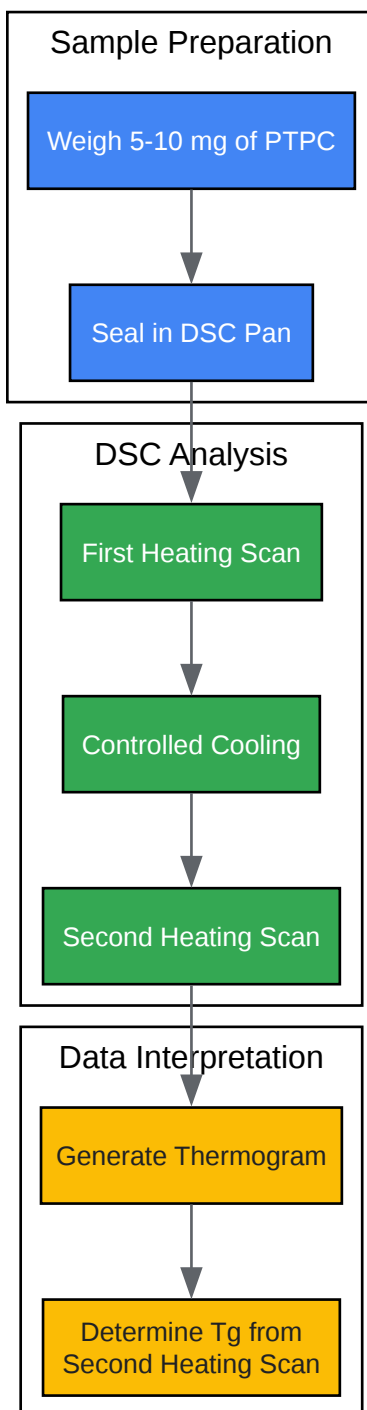 Sample Preparation
Weigh 5-10 mg of PTPC
Seal in DSC Pan
DSC Analysis
First Heating Scan
Controlled Cooling
Second Heating Scan
Data Interpretation
Generate Thermogram
Determine Tg from
Second Heating Scan